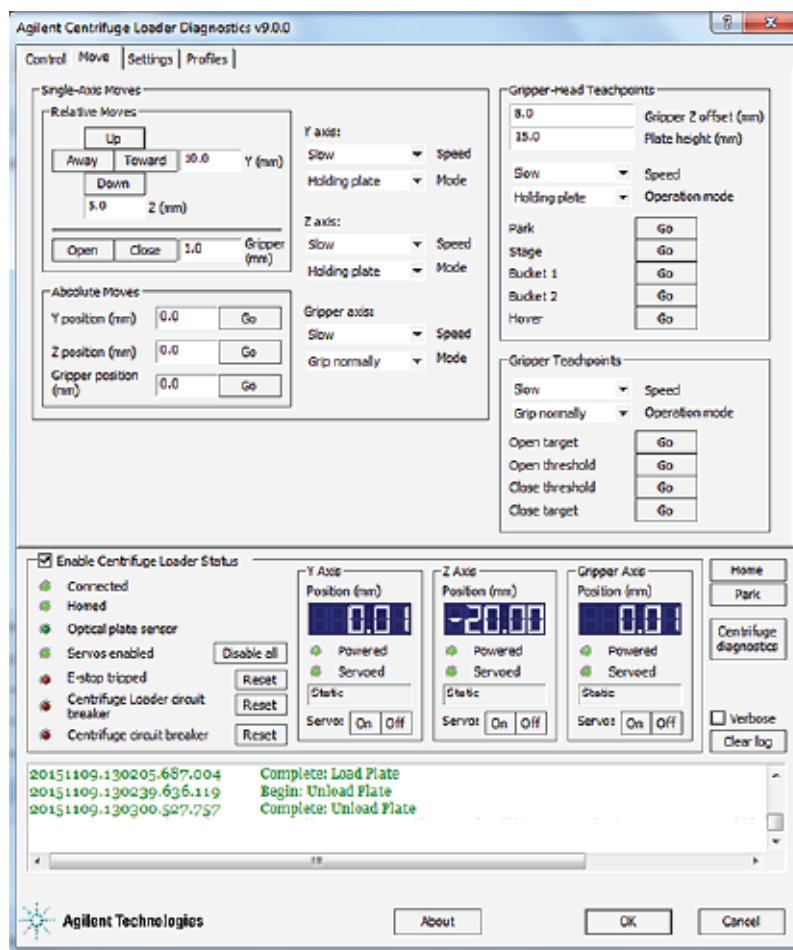 Agilent Centrifuge Loader Diagnostics v9.0.0
Control Move Settings Profiles
Single-Axis Moves
Relative Moves
Up
Away Toward 10.0 Y (mm)
Down
5.0 Z (mm)
Open Close 1.0 Gripper (mm)
Absolute Moves
Y position (mm) 0.0 Go
Z position (mm) 0.0 Go
Gripper position (mm) 0.0 Go
Y axis:
Slow Speed
Holding plate Mode
Z axis:
Slow Speed
Holding plate Mode
Gripper axis:
Slow Speed
Grip normally Mode
Gripper-Head Teachpoints
8.0 Gripper Z offset (mm)
15.0 Plate height (mm)
Slow Speed
Holding plate Operation mode
Park Go
Stage Go
Bucket 1 Go
Bucket 2 Go
Hover Go
Gripper Teachpoints
Slow Speed
Grip normally Operation mode
Open target Go
Open threshold Go
Close threshold Go
Close target Go
Enable Centrifuge Loader Status
Connected
Homed
Optical plate sensor
Servos enabled Disable all
E-stop tripped Reset
Centrifuge Loader circuit breaker Reset
Centrifuge circuit breaker Reset
Y Axis
Position (mm)
0.01
Powered
Servoed
Static
Servo: On Off
Z Axis
Position (mm)
-20.00
Powered
Servoed
Static
Servo: On Off
Gripper Axis
Position (mm)
0.01
Powered
Servoed
Static
Servo: On Off
Home
Park
Centrifuge diagnostics
Verbose
Clear log
20151109.130205.687.004 Complete: Load Plate
20151109.130239.636.119 Begin: Unload Plate
20151109.130300.527.757 Complete: Unload Plate
Agilent Technologies
About OK Cancel